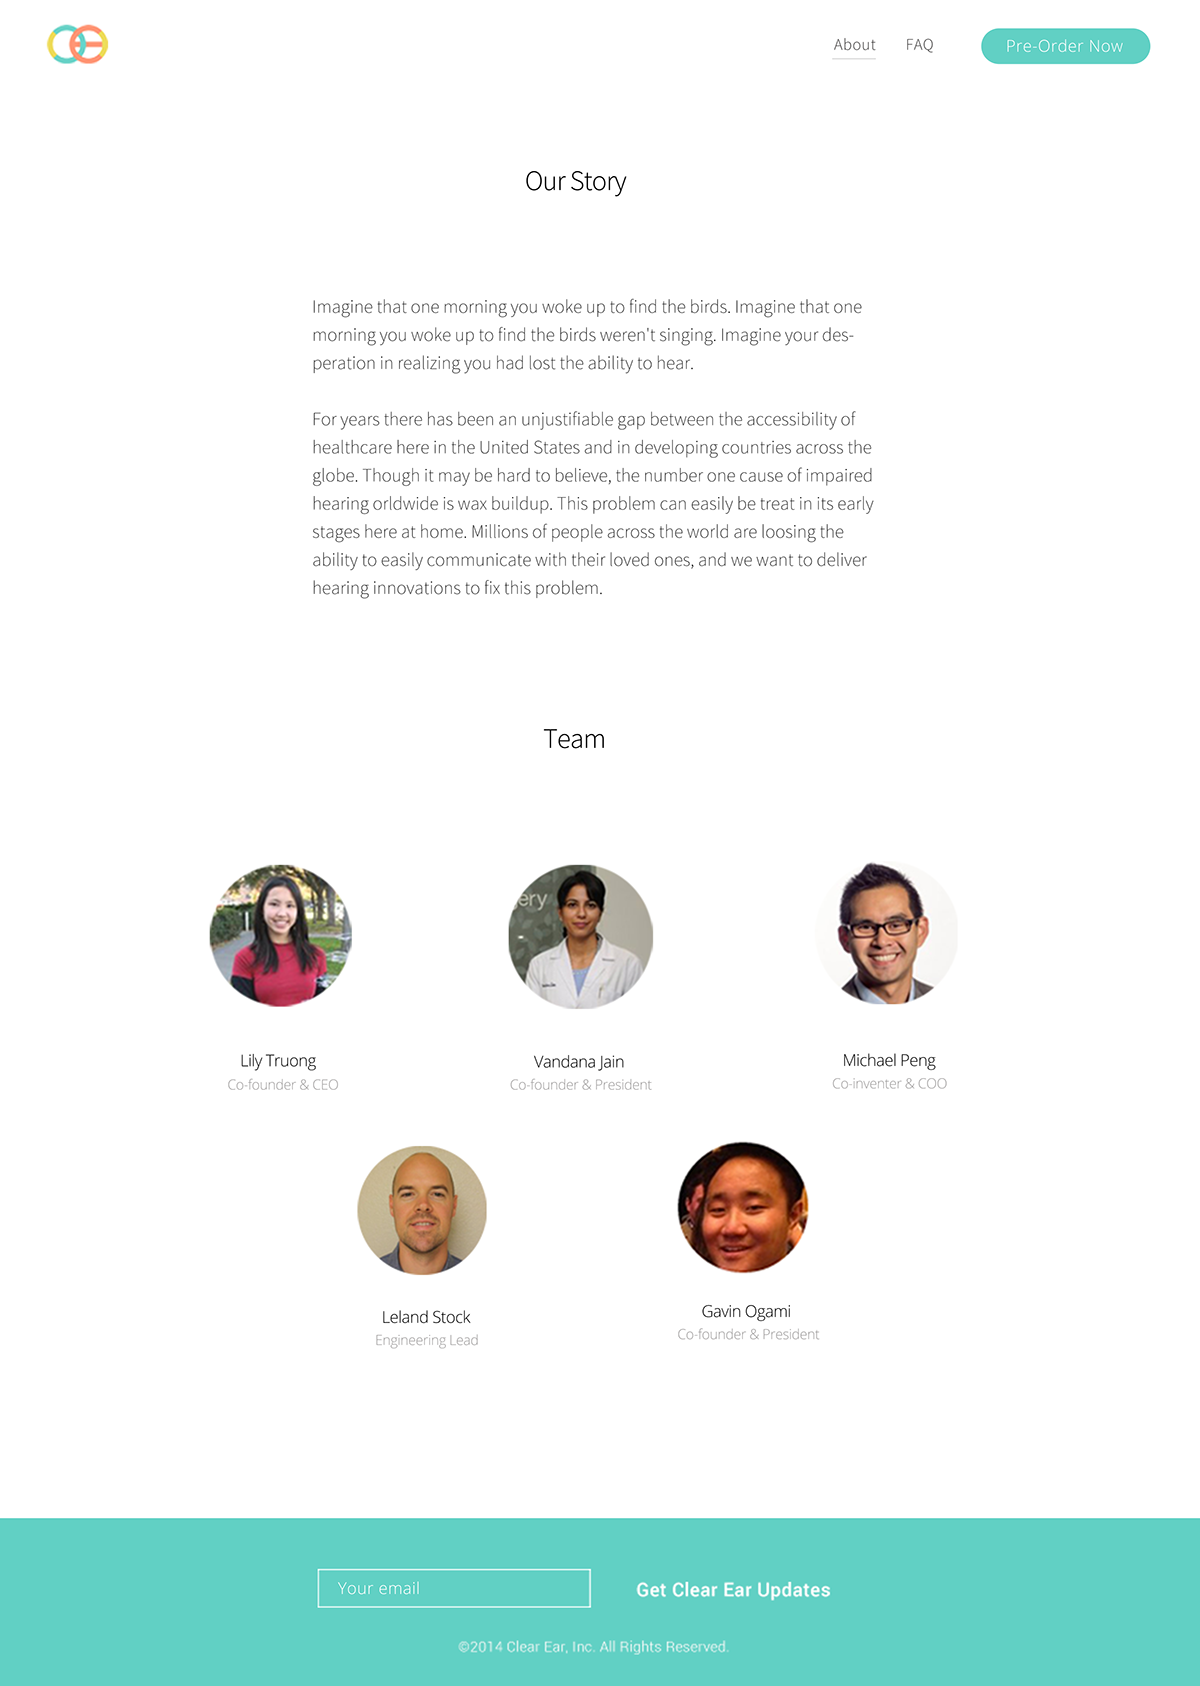 About FAQ Pre-Order Now
Our Story
Imagine that one morning you woke up to find the birds. Imagine that one
morning you woke up to find the birds weren't singing. Imagine your des-
peration in realizing you had lost the ability to hear.
For years there has been an unjustifiable gap between the accessibility of
healthcare here in the United States and in developing countries across the
globe. Though it may be hard to believe, the number one cause of impaired
hearing orldwide is wax buildup. This problem can easily be treat in its early
stages here at home. Millions of people across the world are loosing the
ability to easily communicate with their loved ones, and we want to deliver
hearing innovations to fix this problem.
Team
ery
Lily Truong
Co-founder & CEO
Vandana Jain
Co-founder & President
Michael Peng
Co-inventer & COO
Leland Stock
Engineering Lead
Gavin Ogami
Co-founder & President
Your email
Get Clear Ear Updates
©2014 Clear Ear, Inc. All Rights Reserved.